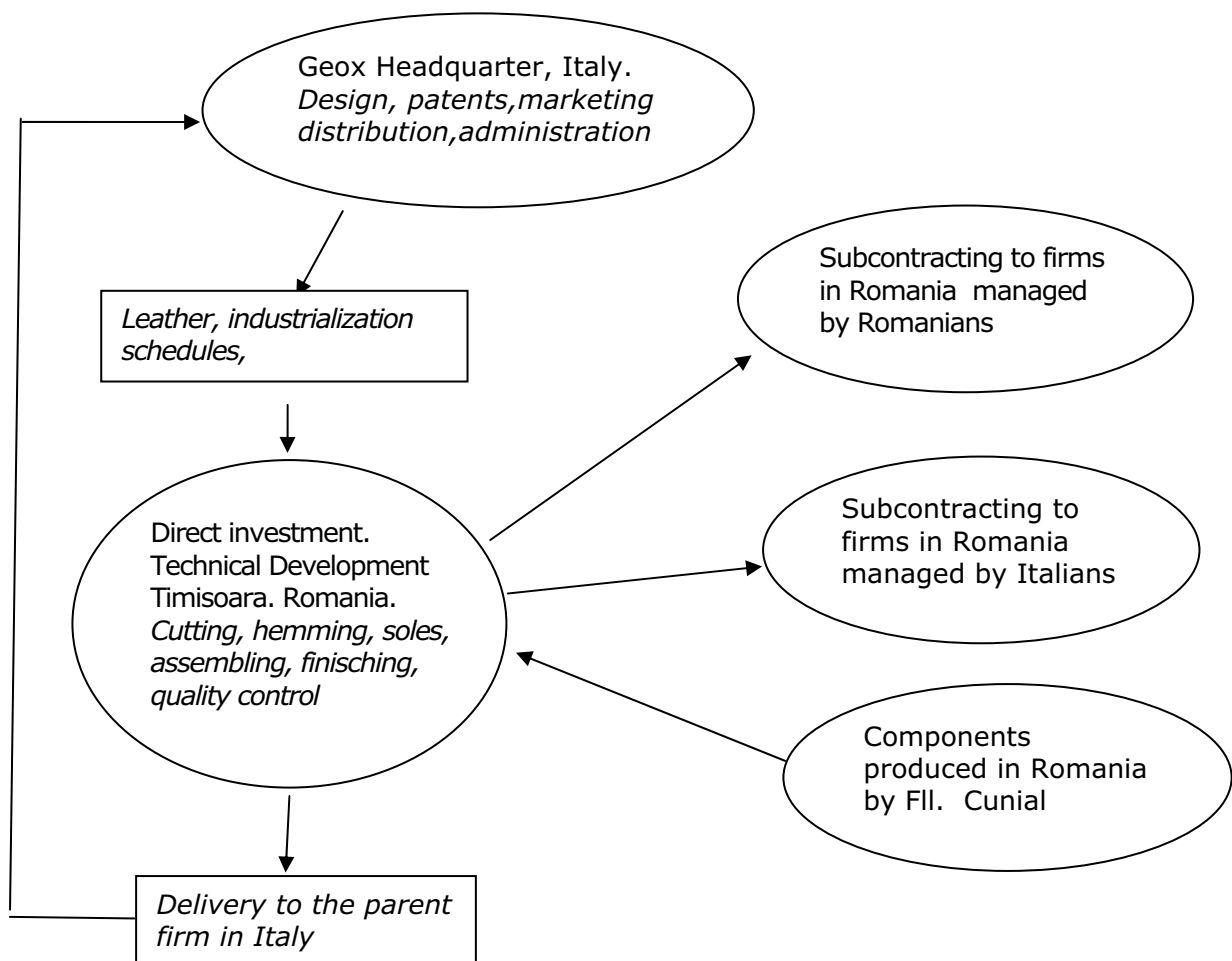 Geox Headquarter, Italy.
Design, patents,marketing
distribution,administration
Leather, industrialization
schedules,
Direct investment.
Technical Development
Timisoara. Romania.
Cutting, hemming, soles,
assembling, finisching,
quality control
Delivery to the parent
firm in Italy
Subcontracting to firms
in Romania managed
by Romanians
Subcontracting to
firms in Romania
managed by Italians
Components
produced in Romania
by Fll. Cunial